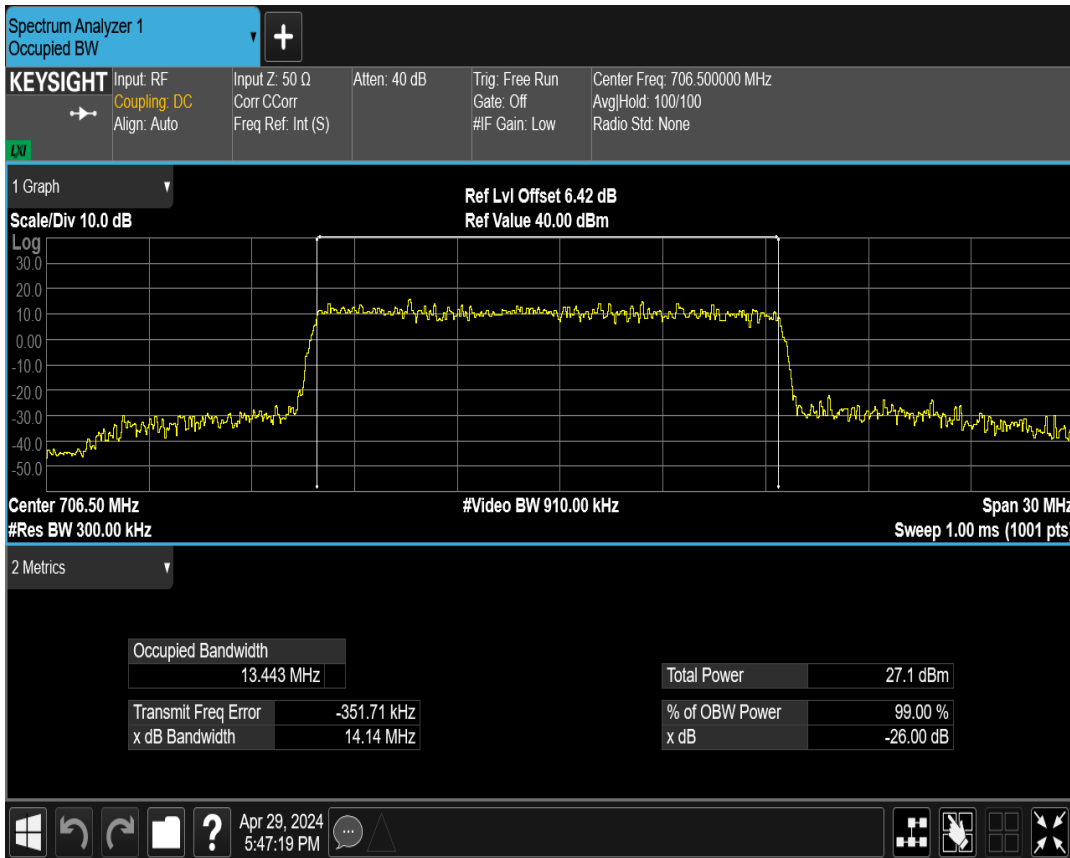 Spectrum Analyzer 1
Occupied BW
+
KEYSIGHT
LXI
Input: RF
Coupling: DC
Align: Auto
Input Z: 50 Ω
Corr CCorr
Freq Ref: Int (S)
Atten: 40 dB
Trig: Free Run
Gate: Off
#IF Gain: Low
Center Freq: 706.500000 MHz
Avg|Hold: 100/100
Radio Std: None
1 Graph
Scale/Div 10.0 dB
Ref Lvl Offset 6.42 dB
Ref Value 40.00 dBm
Log
30.0
20.0
10.0
0.00
-10.0
-20.0
-30.0
-40.0
-50.0
Center 706.50 MHz
#Video BW 910.00 kHz
Span 30 MHz
#Res BW 300.00 kHz
Sweep 1.00 ms (1001 pts)
2 Metrics
Occupied Bandwidth
13.443 MHz
Total Power 27.1 dBm
Transmit Freq Error -351.71 kHz
% of OBW Power 99.00 %
x dB Bandwidth 14.14 MHz
x dB -26.00 dB
?
Apr 29, 2024
5:47:19 PM